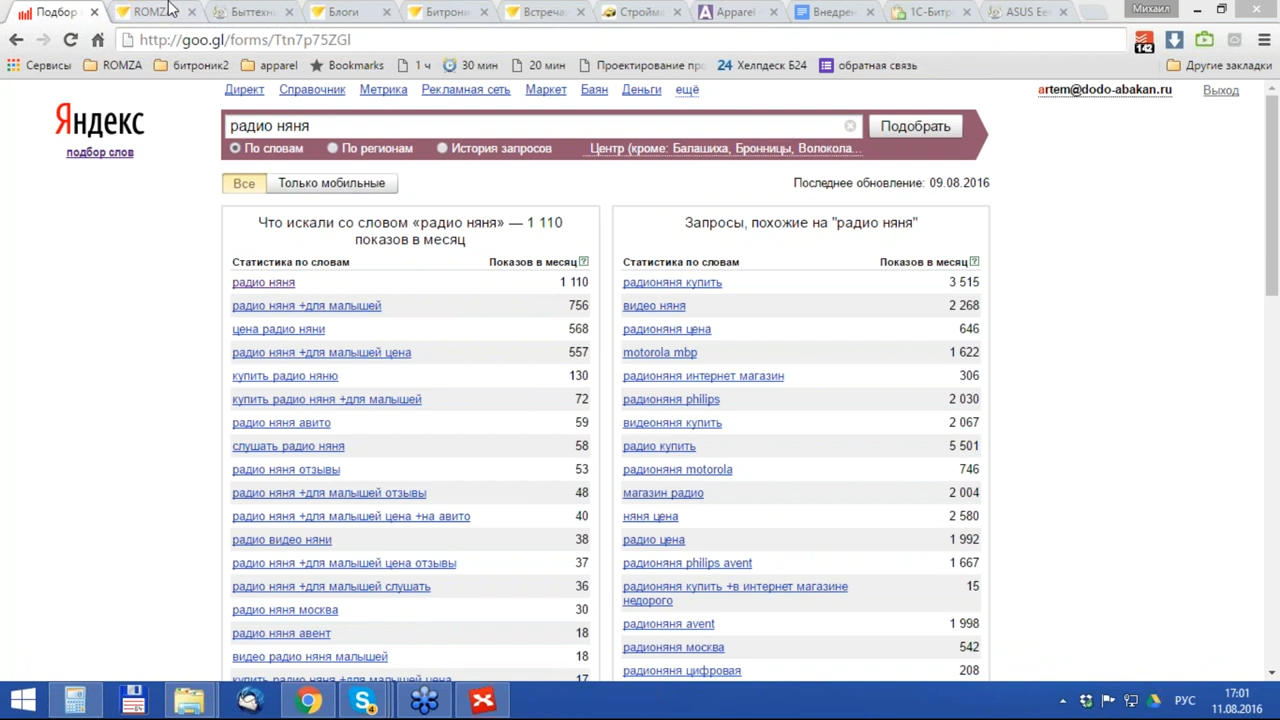 Подбор
ROMZA
Быттехн
Блоги
Битрони
Встреча
Стройма
Apparel
Внедрен
1С-Битр
ASUS Ee
Михаил
http://goo.gl/forms/Ttn7p75ZGl
142
Сервисы ROMZA битроник2 apparel Bookmarks 1 ч 30 мин 20 мин Проектирование пр 24 Хелпдеск Б24 обратная связь Другие закладки
Директ Справочник Метрика Рекламная сеть Маркет Баян Деньги ещё artem@dodo-abakan.ru Выход
Яндекс
подбор слов
радио няня Подобрать
По словам По регионам История запросов Центр (кроме: Балашиха, Бронницы, Волокола...
Все Только мобильные Последнее обновление: 09.08.2016
Что искали со словом «радио няня» — 1 110
показов в месяц
Статистика по словам Показов в месяц ?
радио няня 1 110
радио няня +для малышей 756
цена радио няни 568
радио няня +для малышей цена 557
купить радио няню 130
купить радио няня +для малышей 72
радио няня авито 59
слушать радио няня 58
радио няня отзывы 53
радио няня +для малышей отзывы 48
радио няня +для малышей цена +на авито 40
радио видео няни 38
радио няня +для малышей цена отзывы 37
радио няня +для малышей слушать 36
радио няня москва 30
радио няня авент 18
видео радио няня малышей 18
купить радио няня +для малышей цена 17
Запросы, похожие на "радио няня"
Статистика по словам Показов в месяц ?
радионяня купить 3 515
видео няня 2 268
радионяня цена 646
motorola mbp 1 622
радионяня интернет магазин 306
радионяня philips 2 030
видеоняня купить 2 067
радио купить 5 501
радионяня motorola 746
магазин радио 2 004
няня цена 2 580
радио цена 1 992
радионяня philips avent 1 667
радионяня купить +в интернет магазине
недорого 15
радионяня avent 1 998
радионяня москва 542
радионяня цифровая 208
64
4
РУС
17:01
11.08.2016